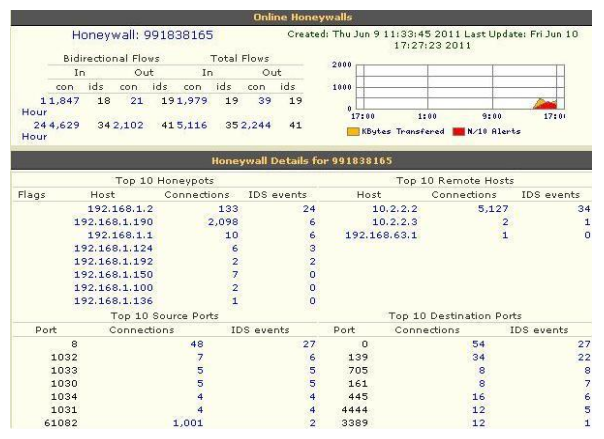 Online Honeywalls
Honeywall: 991838165
Created: Thu Jun 9 11:33:45 2011 Last Update: Fri Jun 10
17:27:23 2011
Bidirectional Flows Total Flows
In Out In Out
con ids con ids con ids con ids
1 1,847 18 21 19 1,979 19 39 19
Hour
24 4,629 34 2,102 41 5,116 35 2,244 41
Hour
2000
1000
0
17:00 1:00 9:00 17:00
KBytes Transfered N/10 Alerts
Honeywall Details for 991838165
Top 10 Honeypots
Flags Host Connections IDS events
192.168.1.2 133 24
192.168.1.190 2,098 6
192.168.1.1 10 6
192.168.1.124 6 3
192.168.1.192 2 2
192.168.1.150 7 0
192.168.1.100 2 0
192.168.1.136 1 0
Top 10 Remote Hosts
Host Connections IDS events
10.2.2.2 5,127 34
10.2.2.3 2 1
192.168.63.1 1 0
Top 10 Source Ports
Port Connections IDS events
8 48 27
1032 7 6
1033 5 5
1030 5 5
1034 4 4
1031 4 4
61082 1,001 2
Top 10 Destination Ports
Port Connections IDS events
0 54 27
139 34 22
705 8 8
161 8 7
445 16 6
4444 12 5
3389 12 1